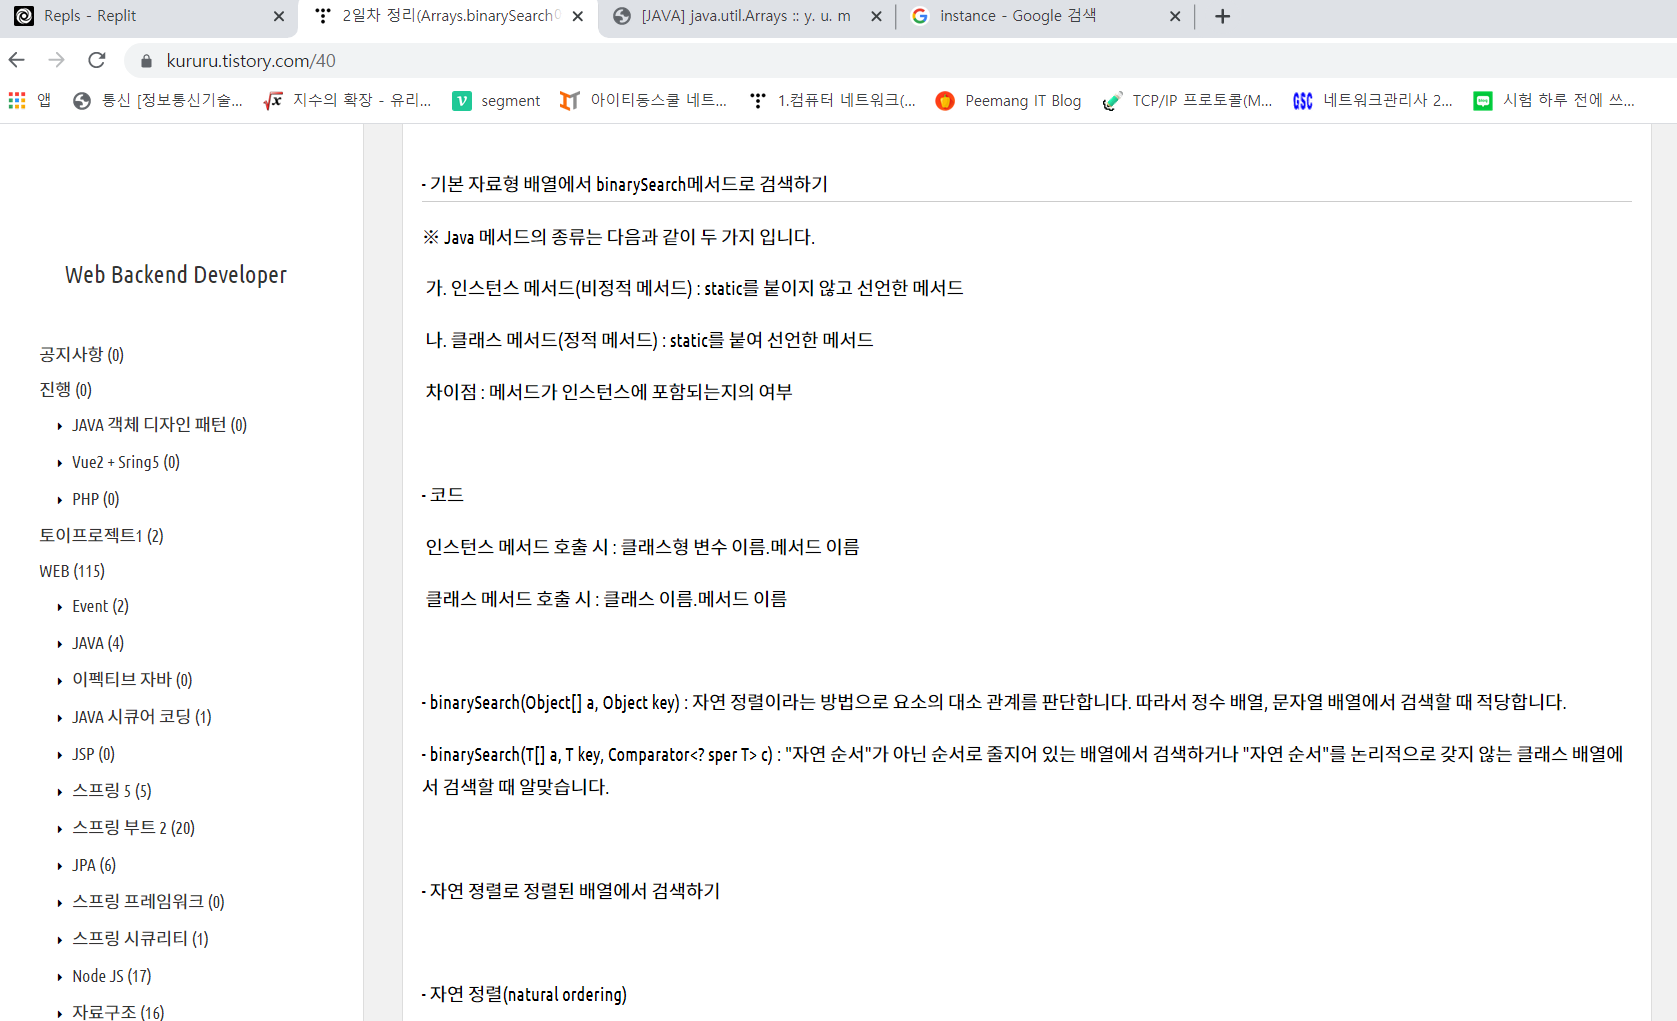 Repls - Replit
2일차 정리(Arrays.binarySearch
[JAVA] java.util.Arrays :: y. u. m
instance - Google 검색
kururu.tistory.com/40
앱
통신 [정보통신기술...
지수의 확장 - 유리...
segment
아이티동스쿨 네트...
1.컴퓨터 네트워크(...
Peemang IT Blog
TCP/IP 프로토콜(M...
GSC
네트워크관리사 2...
시험 하루 전에 쓰...
Web Backend Developer
공지사항 (0)
진행 (0)
JAVA 객체 디자인 패턴 (0)
Vue2 + Sring5 (0)
PHP (0)
토이프로젝트1 (2)
WEB (115)
Event (2)
JAVA (4)
이펙티브 자바 (0)
JAVA 시큐어 코딩 (1)
JSP (0)
스프링 5 (5)
스프링 부트 2 (20)
JPA (6)
스프링 프레임워크 (0)
스프링 시큐리티 (1)
Node JS (17)
자료구조 (16)
- 기본 자료형 배열에서 binarySearch메서드로 검색하기
※ Java 메서드의 종류는 다음과 같이 두 가지 입니다.
가. 인스턴스 메서드(비정적 메서드) : static를 붙이지 않고 선언한 메서드
나. 클래스 메서드(정적 메서드) : static를 붙여 선언한 메서드
차이점 : 메서드가 인스턴스에 포함되는지의 여부
- 코드
인스턴스 메서드 호출 시 : 클래스형 변수 이름.메서드 이름
클래스 메서드 호출 시 : 클래스 이름.메서드 이름
- binarySearch(Object[] a, Object key) : 자연 정렬이라는 방법으로 요소의 대소 관계를 판단합니다. 따라서 정수 배열, 문자열 배열에서 검색할 때 적당합니다.
- binarySearch(T[] a, T key, Comparator<? sper T> c) : "자연 순서"가 아닌 순서로 줄지어 있는 배열에서 검색하거나 "자연 순서"를 논리적으로 갖지 않는 클래스 배열에
서 검색할 때 알맞습니다.
- 자연 졍렬로 정렬된 배열에서 검색하기
- 자연 정렬(natural ordering)